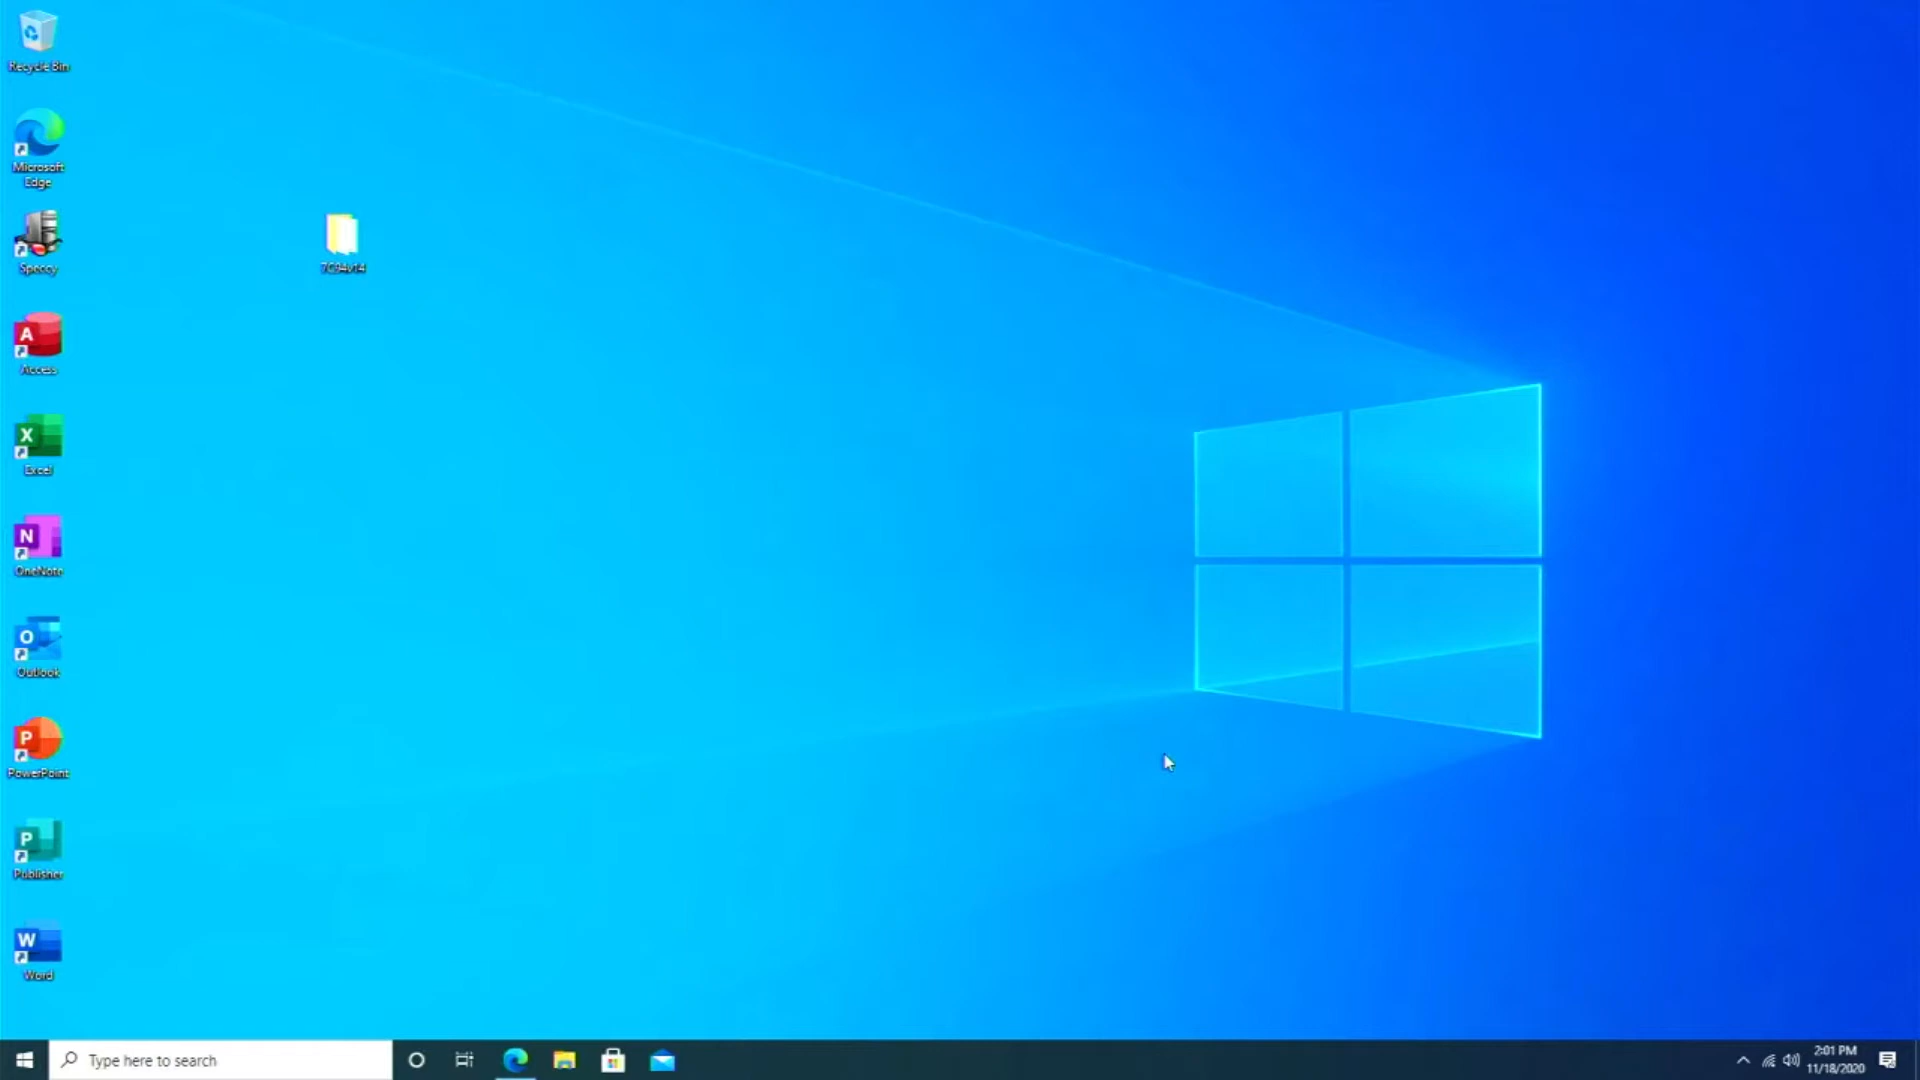 Recycle Bin
Microsoft
Edge
Speccy
7C94v14
A
Access
X
Excel
N
OneNote
O
Outlook
P
PowerPoint
P
Publisher
W
Word
Type here to search
2:01 PM
11/18/2020